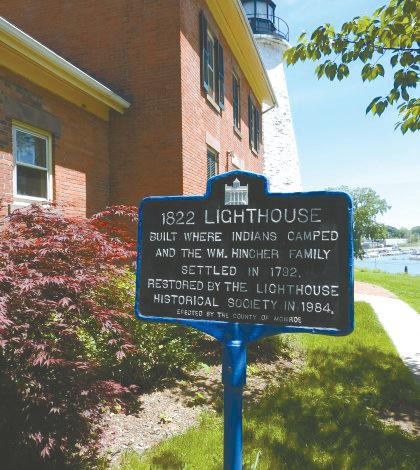 1822 LIGHTHOUSE
BUILT WHERE INDIANS CAMPED
AND THE WM. HINCHER FAMILY
SETTLED IN 1792.
RESTORED BY THE LIGHTHOUSE
HISTORICAL SOCIETY IN 1984.
ERECTED BY THE COUNTY OF MONROE